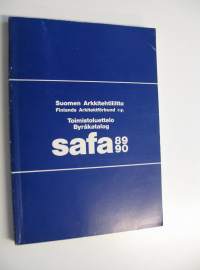 Suomen Arkkitehtiliitto
Finlands Arkitektförbund r.y.
Toimistoluettelo
Byråkatalog
safa 89
90